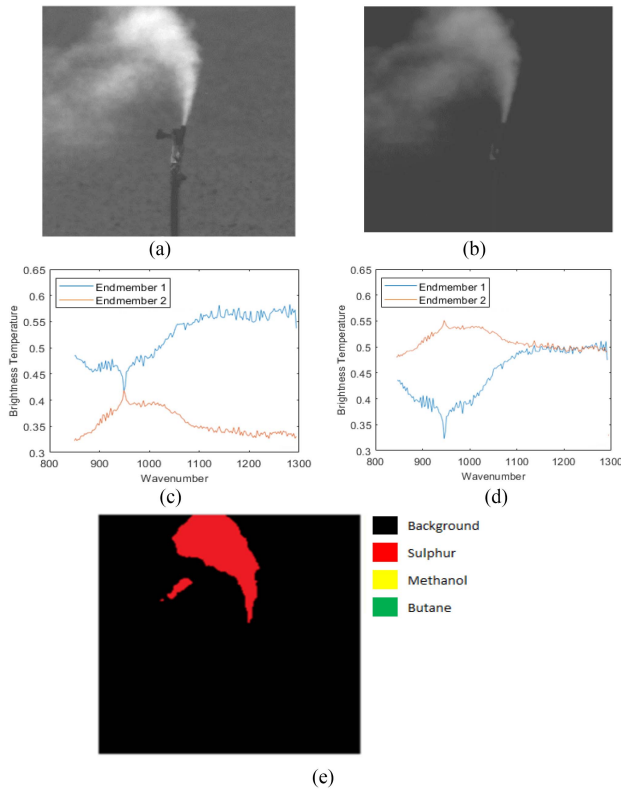 (a)
(b)
0.65
0.6
0.55
0.5
0.45
0.4
0.35
0.3
Brightness Temperature
Endmember 1
Endmember 2
800
900
1000
1100
1200
1300
Wavenumber
(c)
0.65
0.6
0.55
0.5
0.45
0.4
0.35
0.3
Brightness Temperature
Endmember 1
Endmember 2
800
900
1000
1100
1200
1300
Wavenumber
(d)
Background
Sulphur
Methanol
Butane
(e)